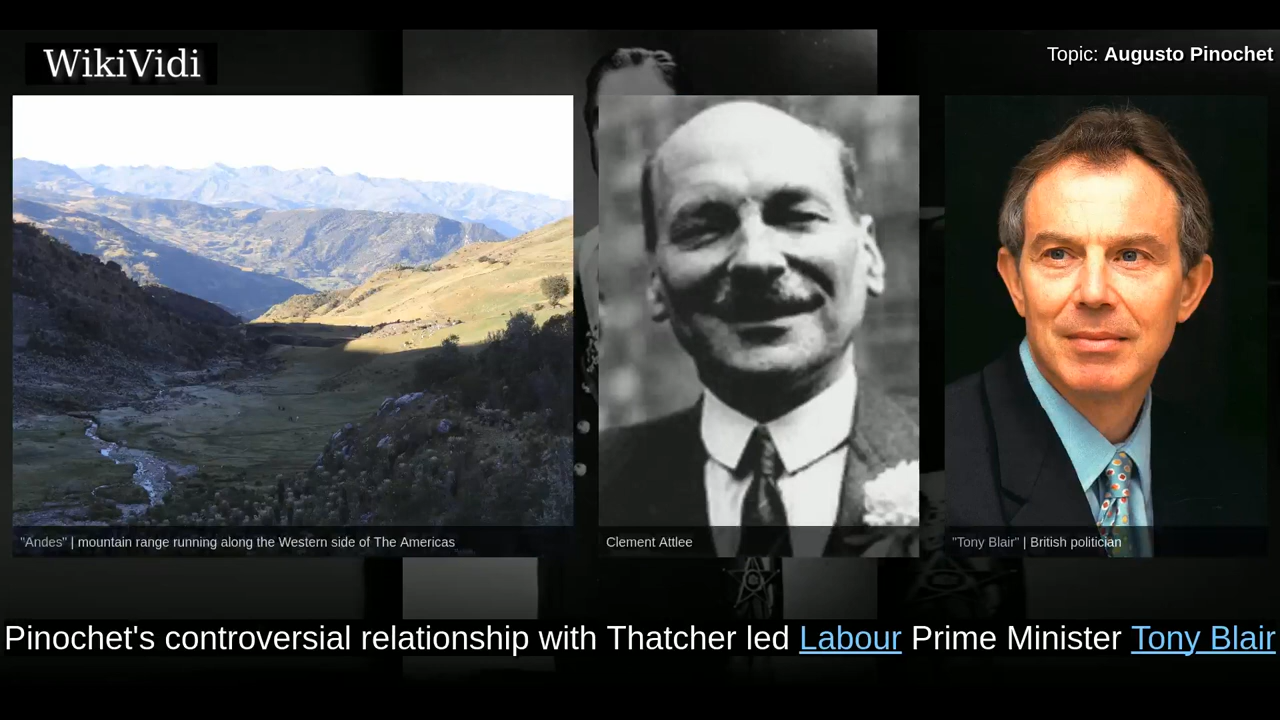 WikiVidi
Topic: Augusto Pinochet
"Andes" | mountain range running along the Western side of The Americas
Clement Attlee
"Tony Blair" | British politician
Pinochet's controversial relationship with Thatcher led Labour Prime Minister Tony Blair